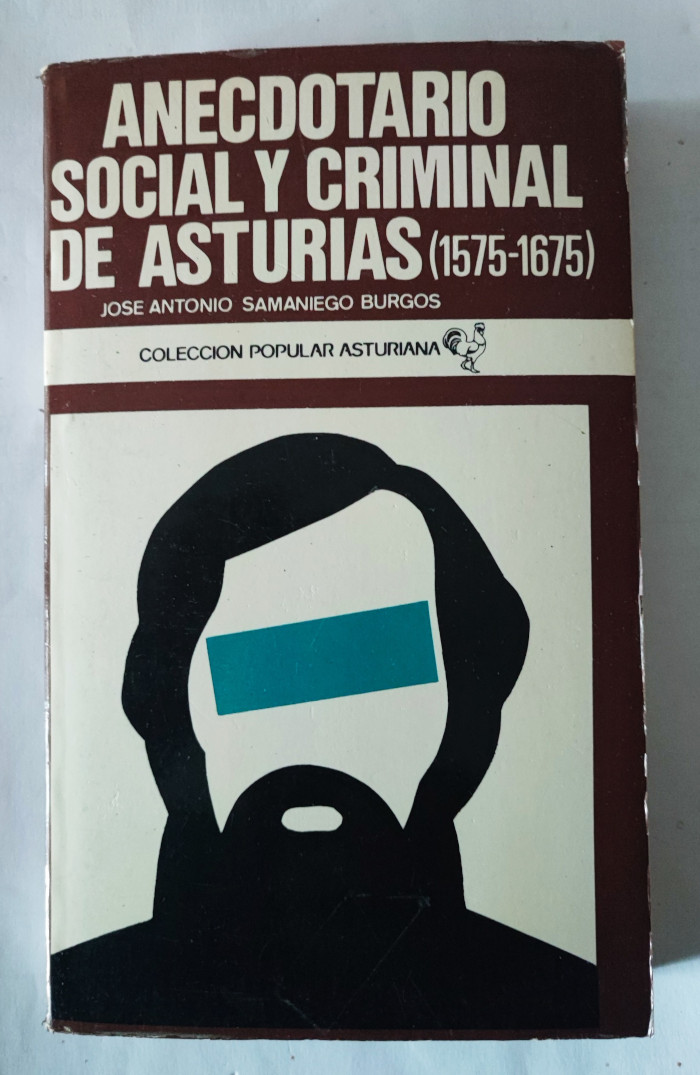 ANECDOTARIO
SOCIAL Y CRIMINAL
DE ASTURIAS (1575-1675)
JOSE ANTONIO SAMANIEGO BURGOS
COLECCION POPULAR ASTURIANA